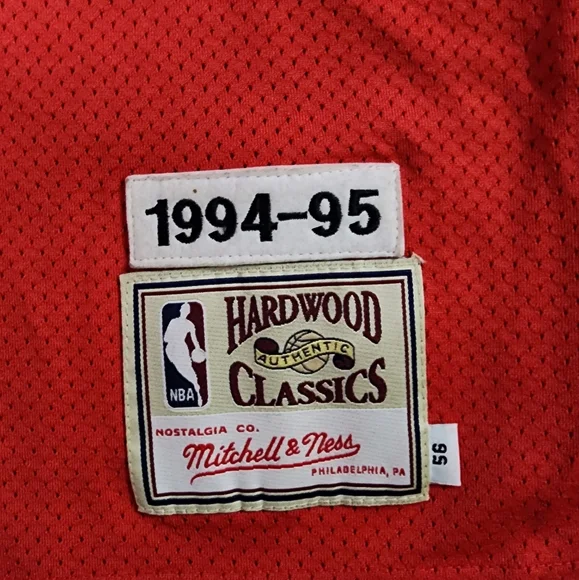 1994-95
HARDWOOD
AUTHENTIC
CLASSICS
NBA
NOSTALGIA CO.
Mitchell & Ness
PHILADELPHIA, PA
56